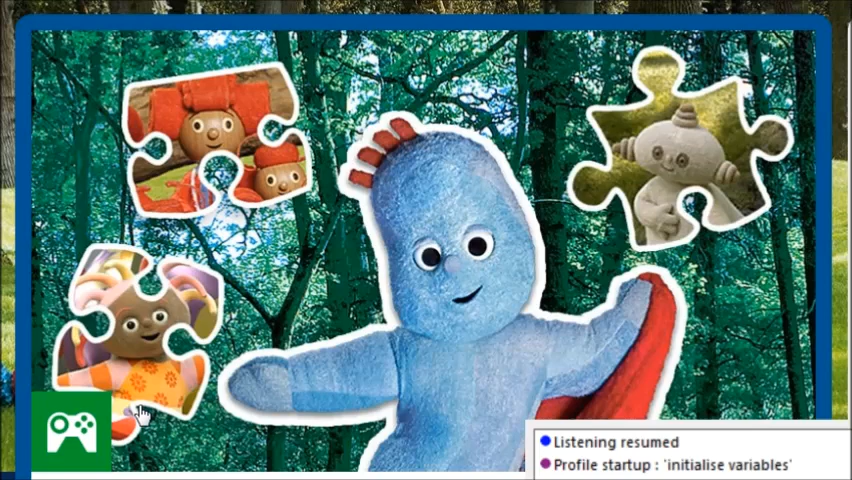 Listening resumed
Profile startup : 'initialise variables'